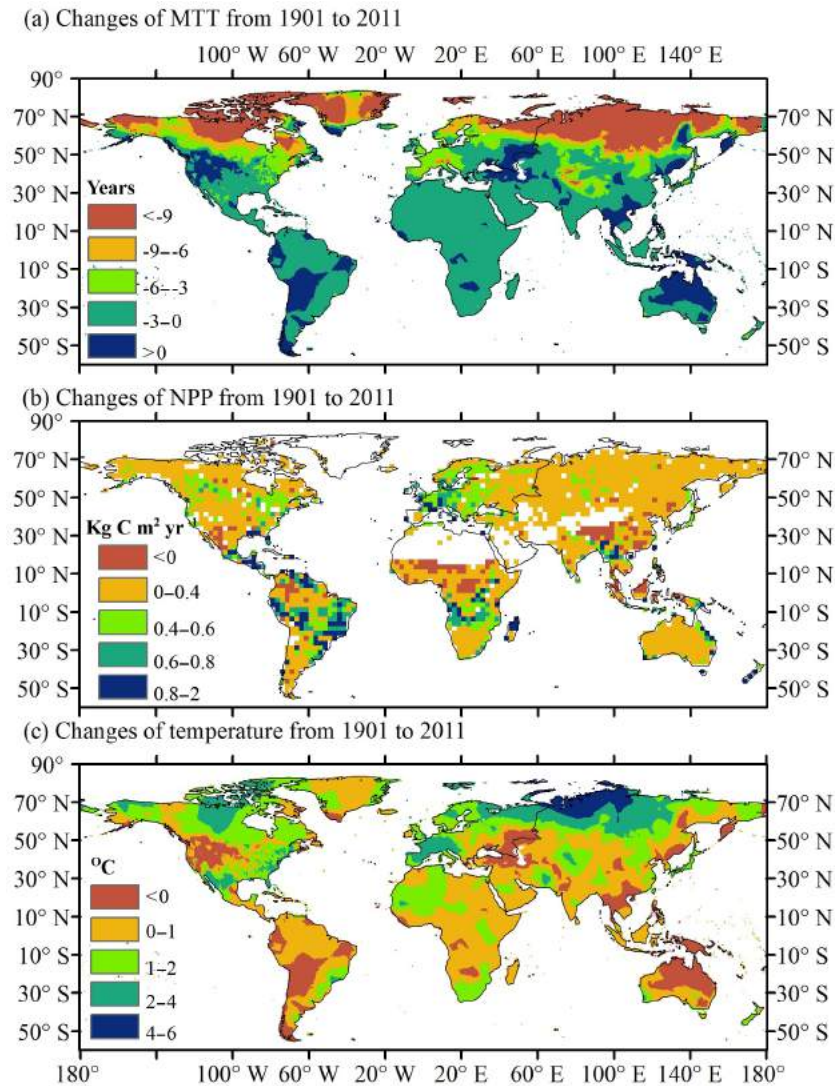 (a) Changes of MTT from 1901 to 2011
100° W 60° W 20° E 60° E 100° E 140° E
90°
70° N 70° N
50° N 50° N
30° N 30° N
10° N 10° N
10° S 10° S
30° S 30° S
50° S 50° S
Years
<-9
-9--6
-6--3
-3-0
>0
(b) Changes of NPP from 1901 to 2011
90°
70° N 70° N
50° N 50° N
30° N 30° N
10° N 10° N
10° S 10° S
30° S 30° S
50° S 50° S
Kg C m² yr
<0
0–0.4
0.4–0.6
0.6–0.8
0.8–2
(c) Changes of temperature from 1901 to 2011
90°
70° N 70° N
50° N 50° N
30° N 30° N
10° N 10° N
10° S 10° S
30° S 30° S
50° S 50° S
°C
<0
0–1
1–2
2–4
4–6
180° 100° W 60° W 20° E 60° E 100° E 140° E 180°